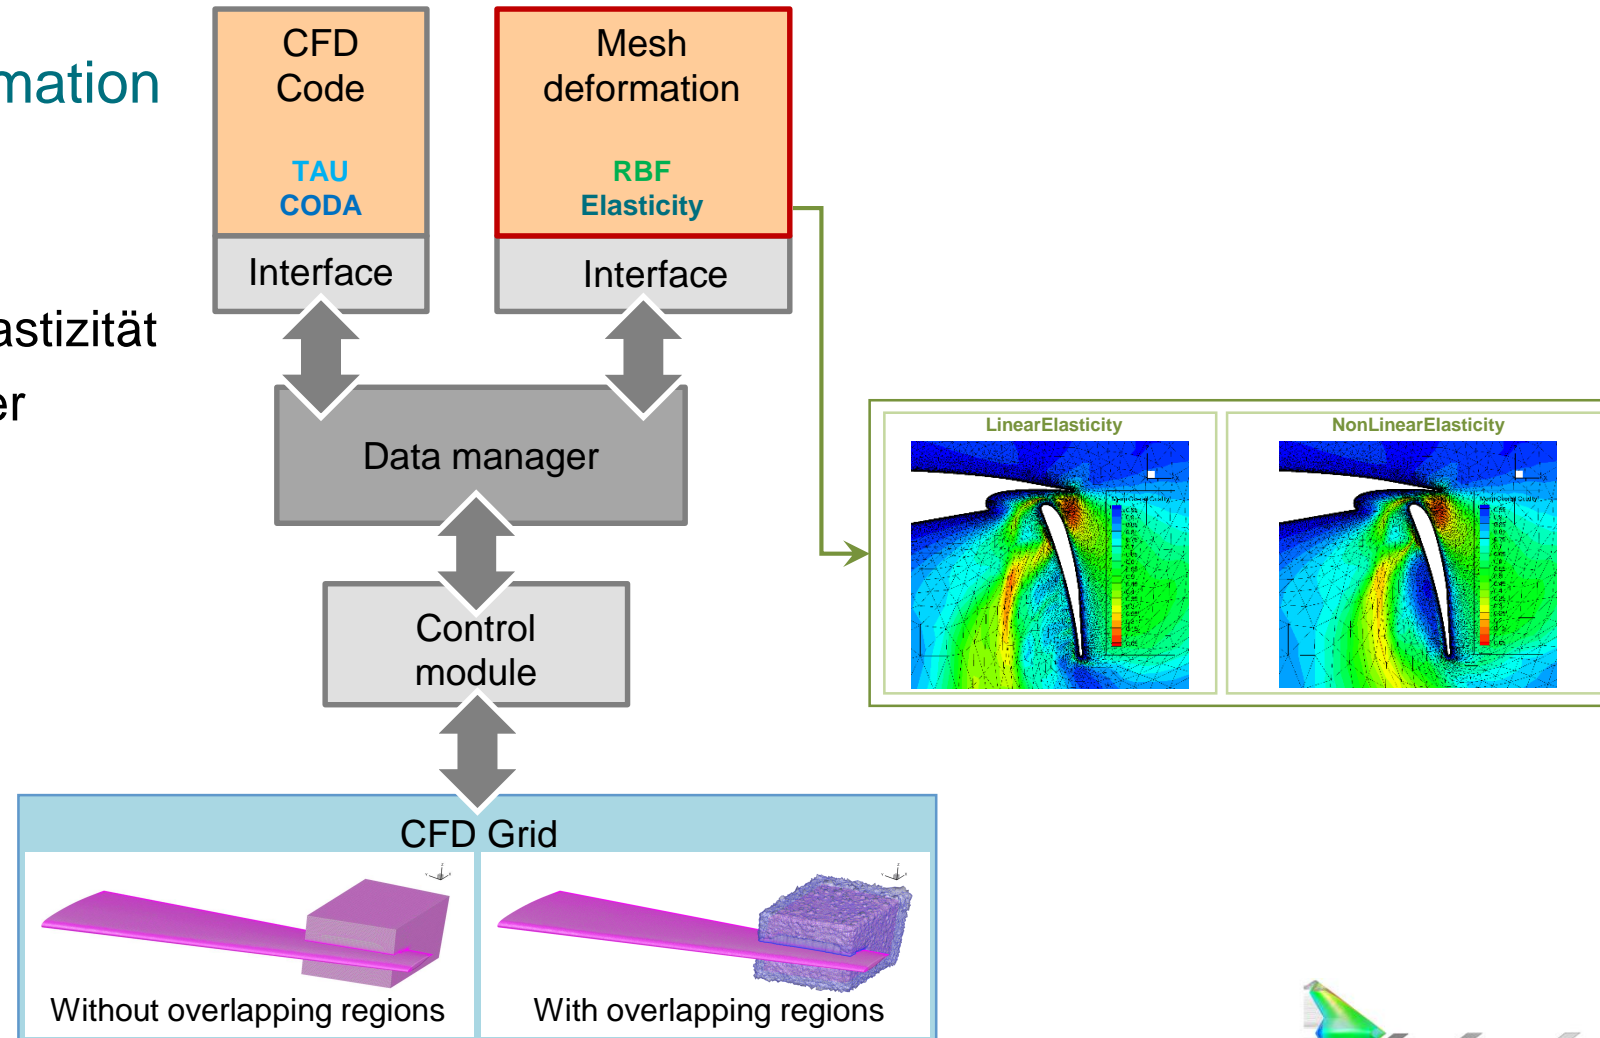 mation
astizität
er
CFD
Code
TAU
CODA
Interface
Mesh
deformation
RBF
Elasticity
Interface
Data manager
Control
module
LinearElasticity
NonLinearElasticity
CFD Grid
Without overlapping regions
With overlapping regions